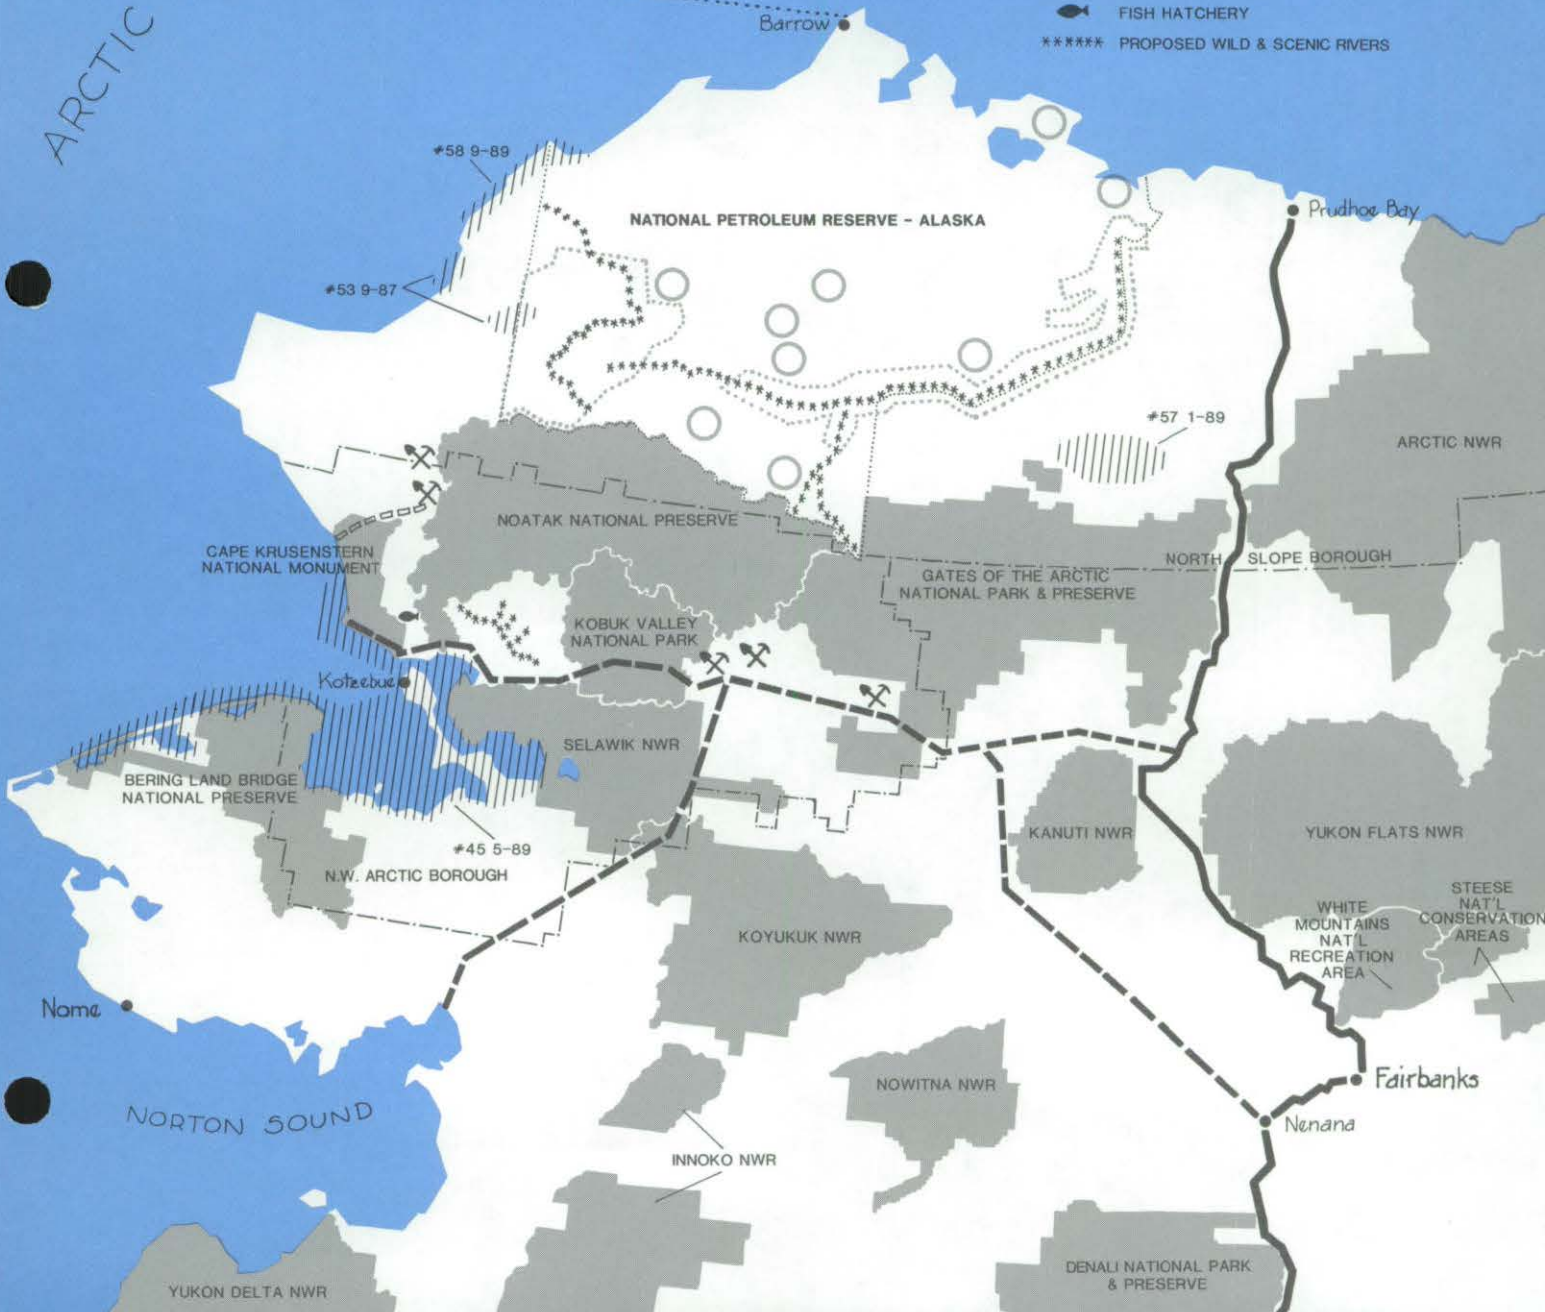 ARCTIC
Barrow
FISH HATCHERY
****** PROPOSED WILD & SCENIC RIVERS
#58 9-89
NATIONAL PETROLEUM RESERVE - ALASKA
Prudhoe Bay
#53 9-87
#57 1-89
ARCTIC NWR
NOATAK NATIONAL PRESERVE
CAPE KRUSENSTERN
NATIONAL MONUMENT
NORTH SLOPE BOROUGH
GATES OF THE ARCTIC
NATIONAL PARK & PRESERVE
KOBUK VALLEY
NATIONAL PARK
Kotzebue
SELAWIK NWR
BERING LAND BRIDGE
NATIONAL PRESERVE
#45 5-89
N.W. ARCTIC BOROUGH
KANUTI NWR
YUKON FLATS NWR
STEESE
NAT'L
CONSERVATION
AREAS
WHITE
MOUNTAINS
NAT'L
RECREATION
AREA
KOYUKUK NWR
Nome
NOWITNA NWR
Fairbanks
NORTON SOUND
Nenana
INNOKO NWR
DENALI NATIONAL PARK
& PRESERVE
YUKON DELTA NWR